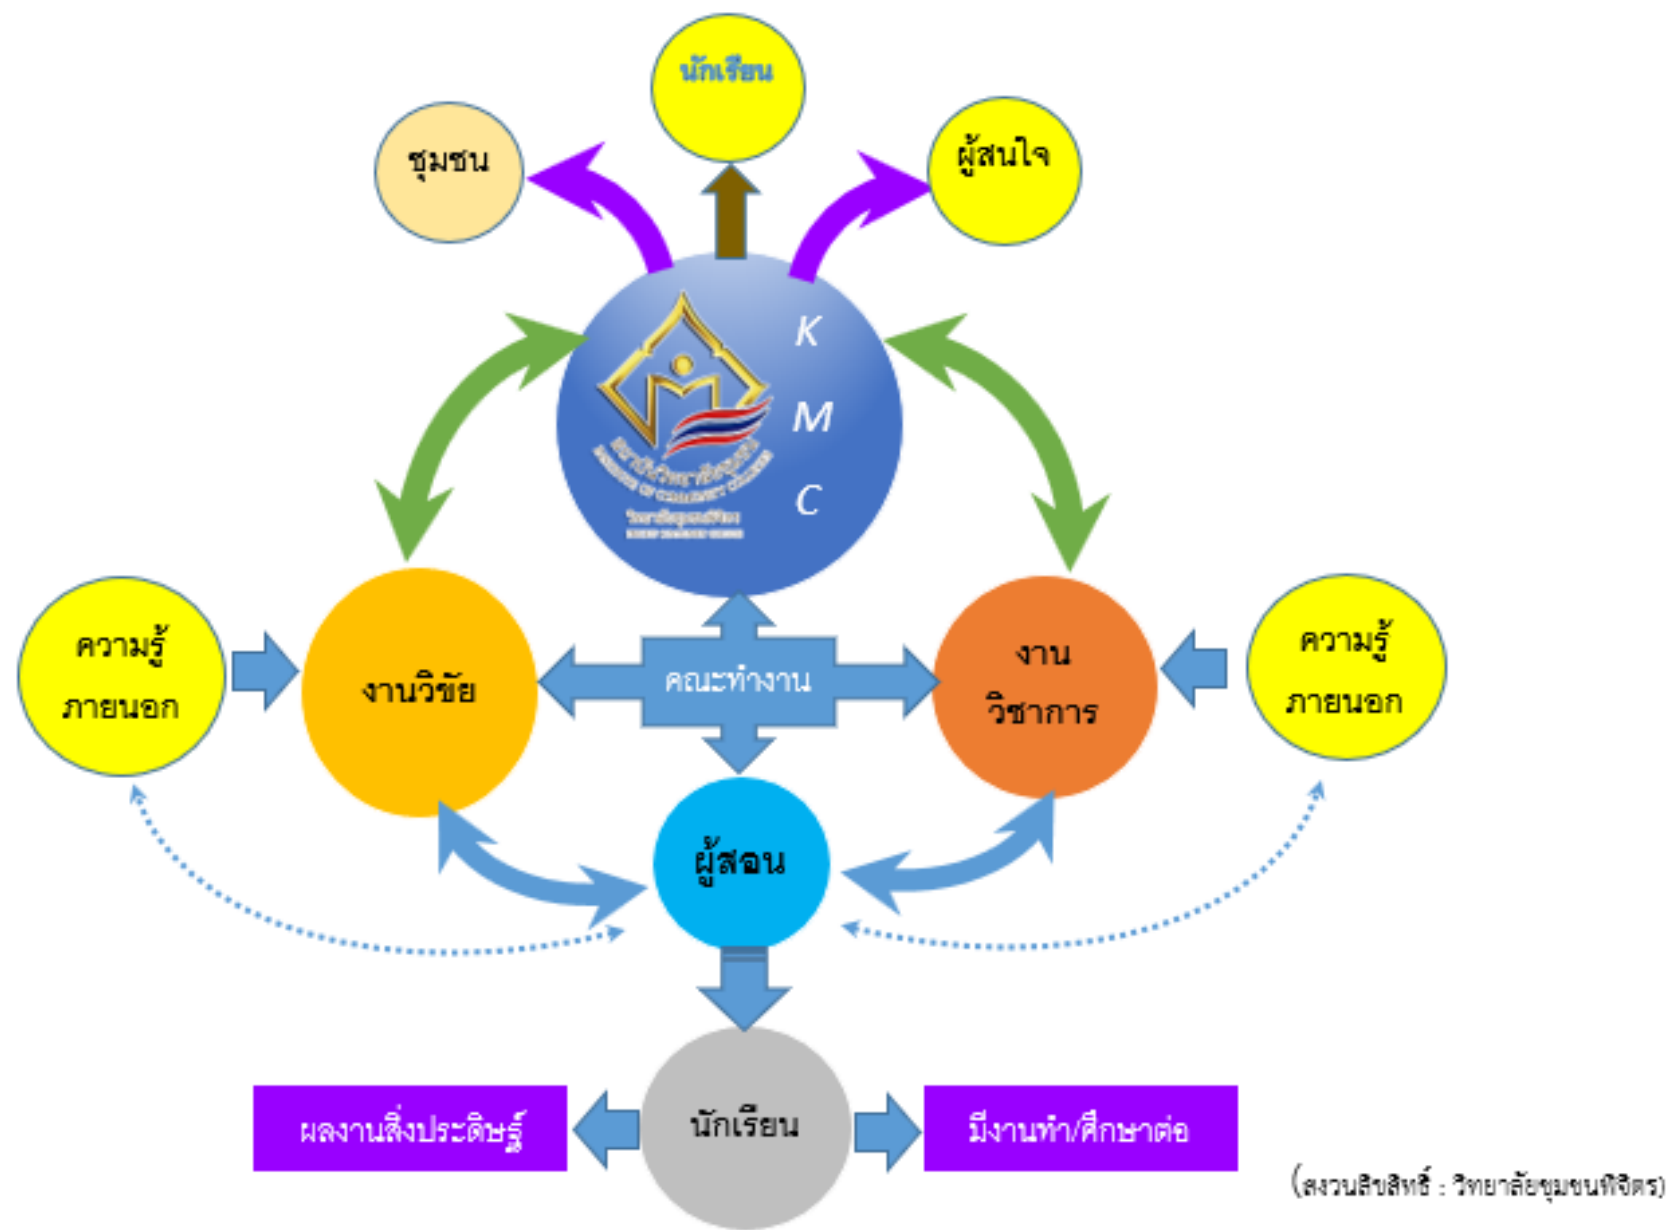 นักเรียน
ชุมชน
ผู้สนใจ
K
M
C
ความรู้
ภายนอก
งานวิขัย
คณะทำงาน
งาน
วิชาการ
ความรู้
ภายนอก
ผู้สอน
นักเรียน
ผลงานสิ่งประดิษฐ์
มีงานทำ/ศึกษาต่อ
(สงวนลิขสิทธิ์ : วิทยาลัยชุมชนพิจิตร)